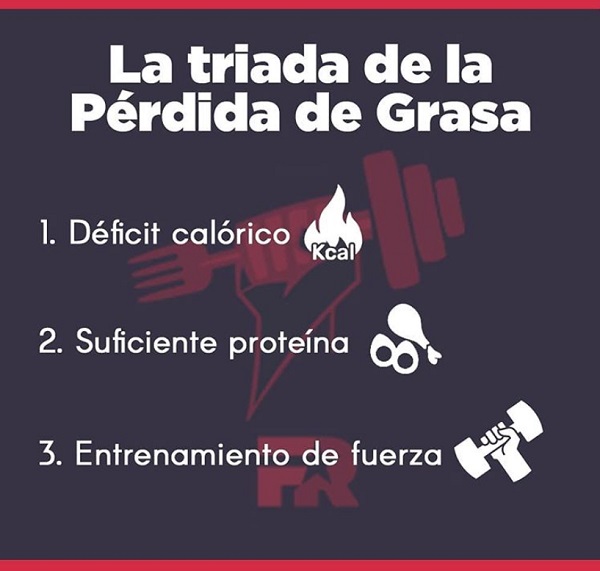 La triada de la
Pérdida de Grasa
1. Déficit calórico
Kcal
2. Suficiente proteína
3. Entrenamiento de fuerza
FR